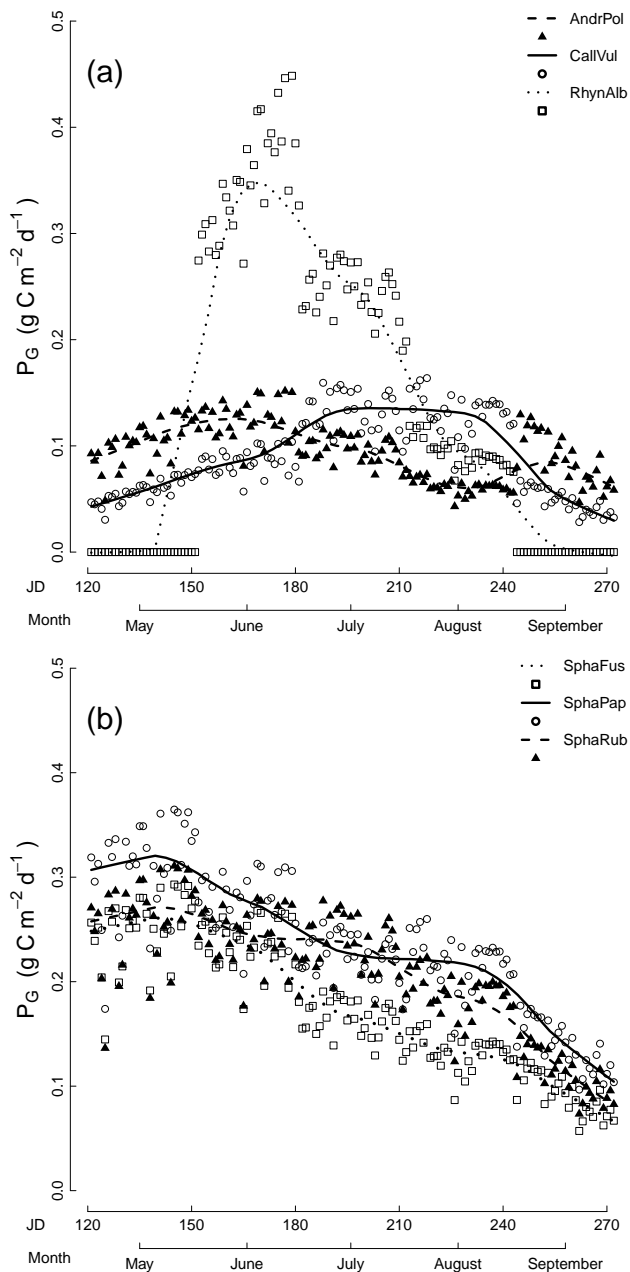 (a)
AndrPol
CallVul
RhynAlb
P_G (g C m⁻² d⁻¹)
0.5
0.4
0.3
0.2
0.1
0.0
JD 120 150 180 210 240 270
Month May June July August September
(b)
SphaFus
SphaPap
SphaRub
P_G (g C m⁻² d⁻¹)
0.5
0.4
0.3
0.2
0.1
0.0
JD 120 150 180 210 240 270
Month May June July August September